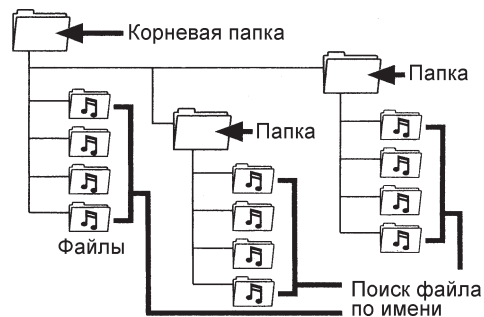 Корневая папка
Папка
Папка
Файлы
Поиск файла
по имени